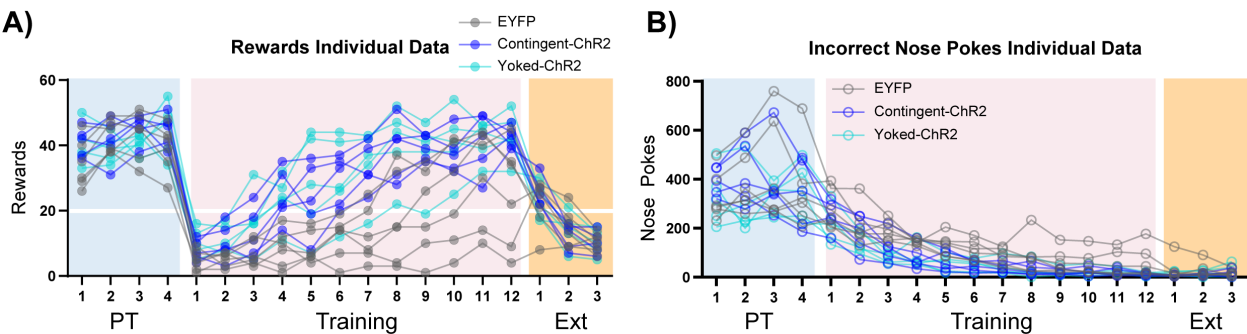 A)
Rewards Individual Data
EYFP
Contingent-ChR2
Yoked-ChR2
Rewards
60
40
20
0
1 2 3 4 1 2 3 4 5 6 7 8 9 10 11 12 1 2 3
PT Training Ext
B)
Incorrect Nose Pokes Individual Data
EYFP
Contingent-ChR2
Yoked-ChR2
Nose Pokes
800
600
400
200
0
1 2 3 4 1 2 3 4 5 6 7 8 9 10 11 12 1 2 3
PT Training Ext